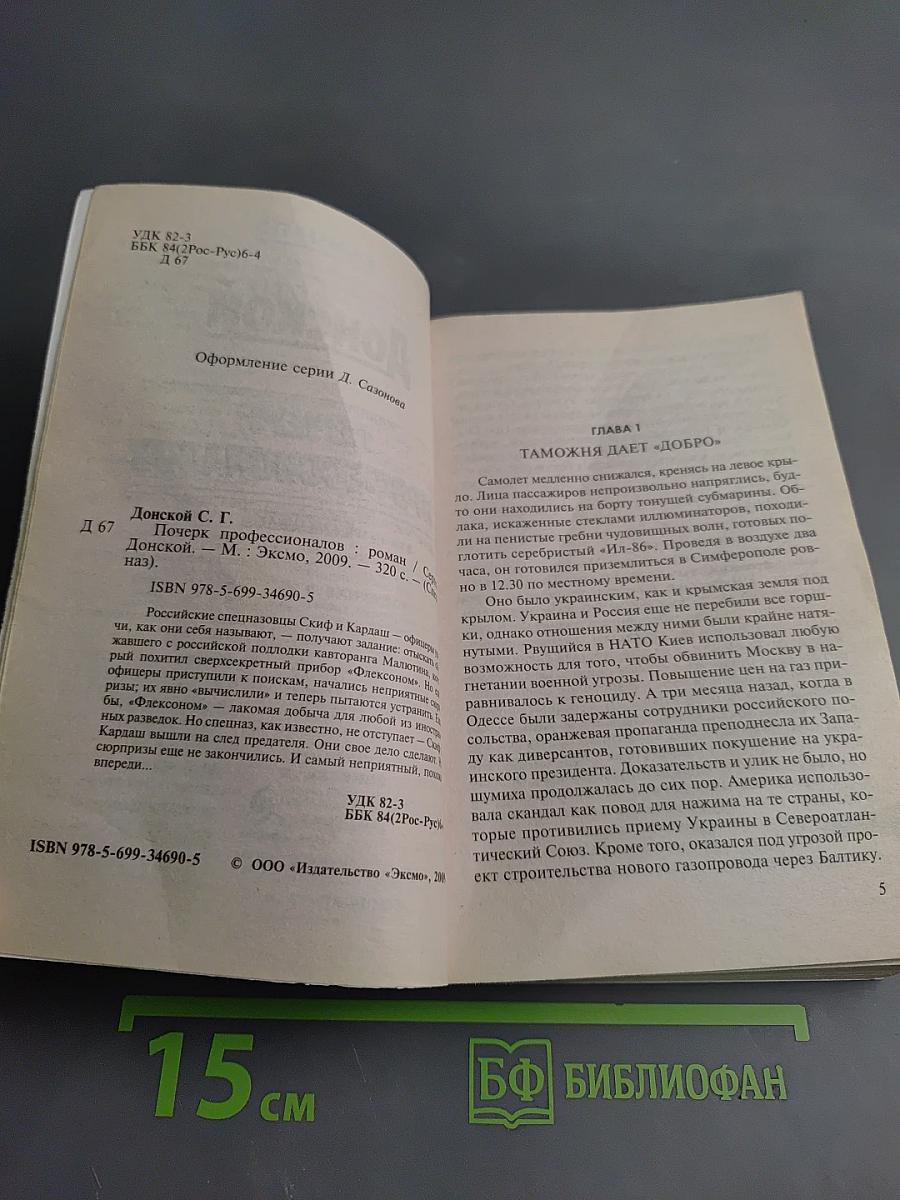 УДК 82-3
ББК 84(2Рос-Рус)6-4
Д 67
Оформление серии Д. Сазонова
Донской С. Г.
Д 67 Почерк профессионалов : роман /
Донской. — М. : Эксмо, 2009. — 320 с. —
наз).
ISBN 978-5-699-34690-5
Российские спецназовцы Скиф и Кардаш — офицеры
чи, как они себя называют, — получают задание: отыскать
жавшего с российской подлодки кавторанга Малютина,
рый похитил сверхсекретный прибор «Флексоном». Но
офицеры приступили к поискам, начались неприятные
ризы; их явно «вычислили» и теперь пытаются устранить.
бы, «Флексоном» — лакомая добыча для любой из
ных разведок. Но спецназ, как известно, не отступает —
Кардаш вышли на след предателя. Они свое дело сделают.
сюрпризы еще не закончились. И самый неприятный,
впереди...
УДК 82-3
ББК 84(2Рос-Рус)
ISBN 978-5-699-34690-5
© ООО «Издательство «Эксмо»,
ГЛАВА 1
ТАМОЖНЯ ДАЕТ «ДОБРО»
Самолет медленно снижался, кренясь на левое кры-
ло. Лица пассажиров непроизвольно напряглись, буд-
то они находились на борту тонущей субмарины. Об-
лака, искаженные стеклами иллюминаторов, походи-
ли на пенистые гребни чудовищных волн, готовых по-
глотить серебристый «Ил-86». Проведя в воздухе два
часа, он готовился приземлиться в Симферополе ров-
но в 12.30 по местному времени.
Оно было украинским, как и крымская земля под
крылом. Украина и Россия еще не перебили все горш-
ки, однако отношения между ними были крайне натя-
нутыми. Рвущийся в НАТО Киев использовал любую
возможность для того, чтобы обвинить Москву в на-
гнетании военной угрозы. Повышение цен на газ при-
равнивалось к геноциду. А три месяца назад, когда в
Одессе были задержаны сотрудники российского по-
сольства, оранжевая пропаганда преподнесла их Запа-
ду как диверсантов, готовивших покушение на укра-
инского президента. Доказательств и улик не было, но
шумиха продолжалась до сих пор. Америка использо-
вала скандал как повод для нажима на те страны, ко-
торые противились приему Украины в Североатлан-
тический Союз. Кроме того, оказался под угрозой про-
ект строительства нового газопровода через Балтику.
5
15 см
БФ БИБЛИОФАН